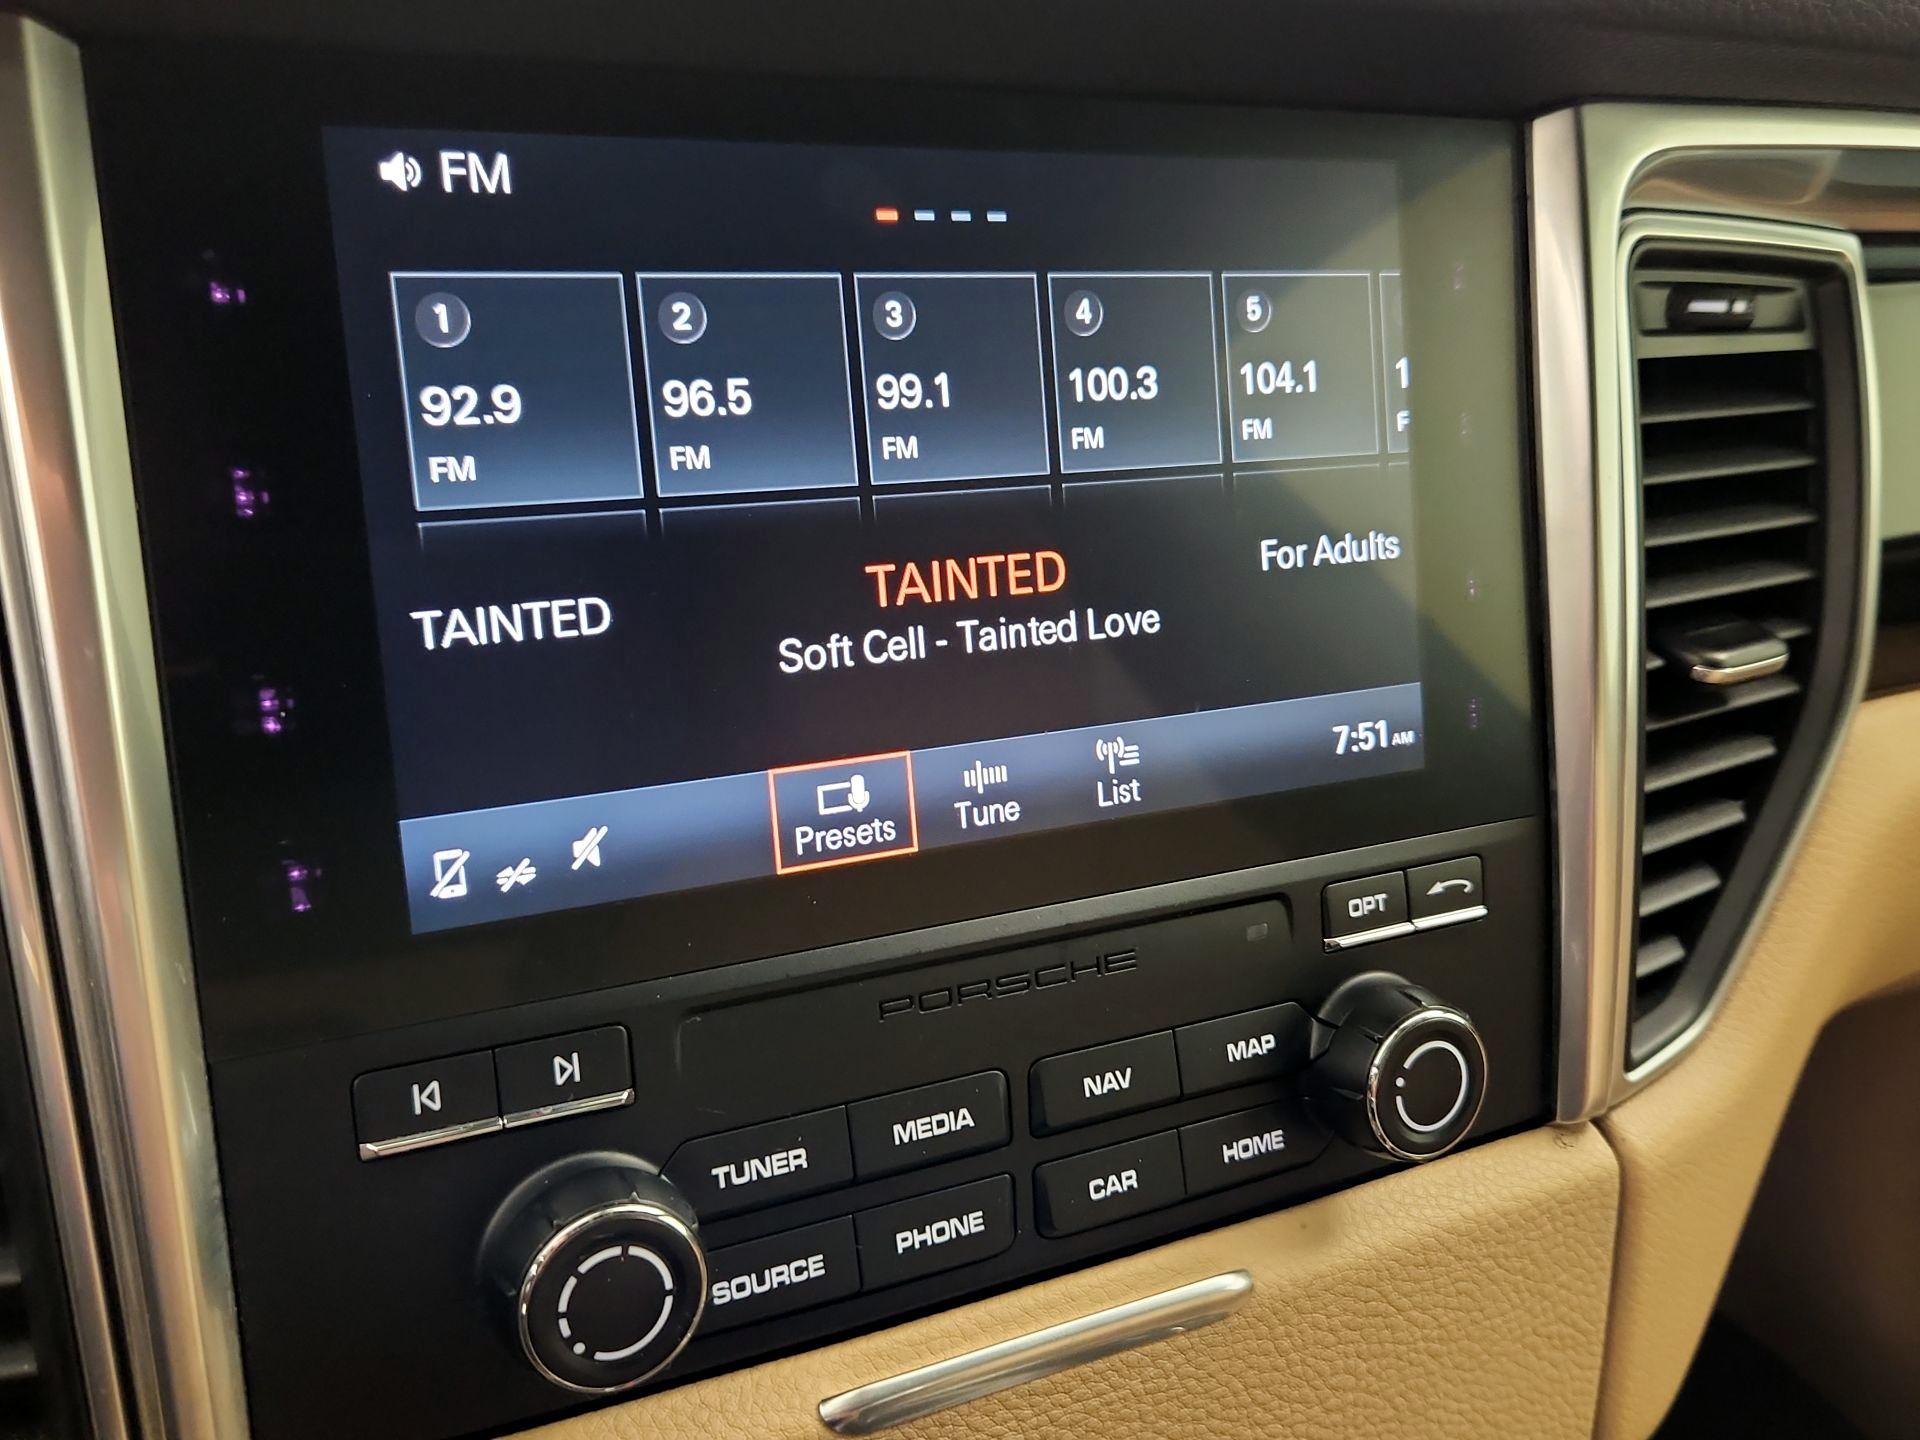 FM
1 2 3 4 5
92.9 96.5 99.1 100.3 104.1 1
FM FM FM FM FM F
TAINTED
TAINTED
Soft Cell - Tainted Love
For Adults
Presets Tune List 7:51 AM
OPT
PORSCHE
TUNER MEDIA NAV MAP
SOURCE PHONE CAR HOME